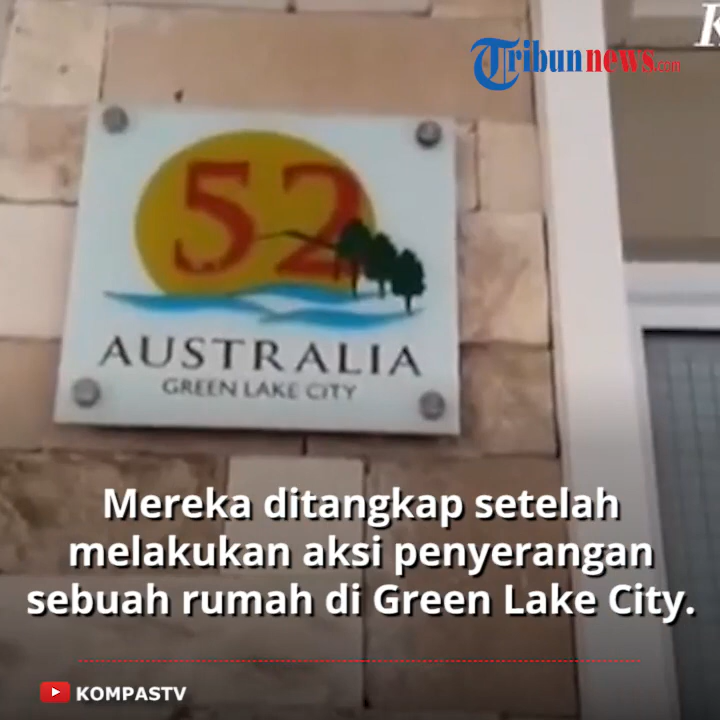 K
Tribunnews.com
52
AUSTRALIA
GREEN LAKE CITY
Mereka ditangkap setelah
melakukan aksi penyerangan
sebuah rumah di Green Lake City.
KOMPASTV